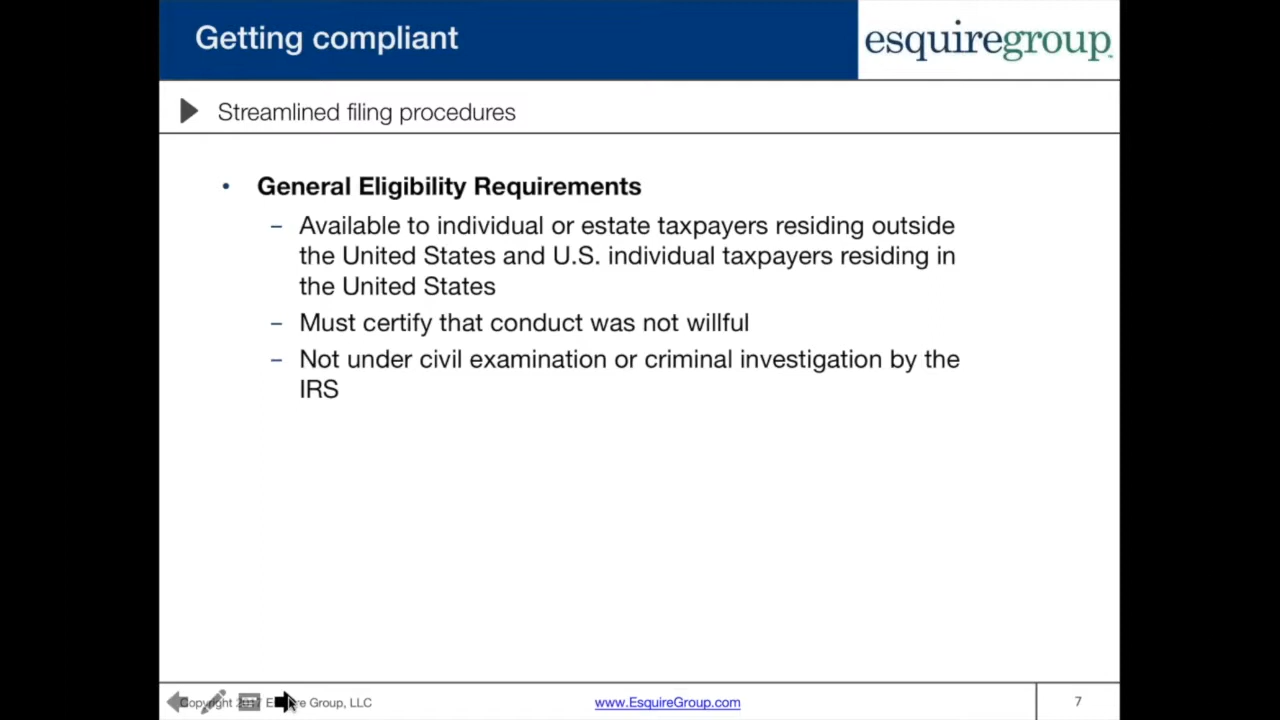 Getting compliant
esquiregroup
Streamlined filing procedures
• General Eligibility Requirements
– Available to individual or estate taxpayers residing outside
the United States and U.S. individual taxpayers residing in
the United States
– Must certify that conduct was not willful
– Not under civil examination or criminal investigation by the
IRS
Group, LLC
www.EsquireGroup.com
7